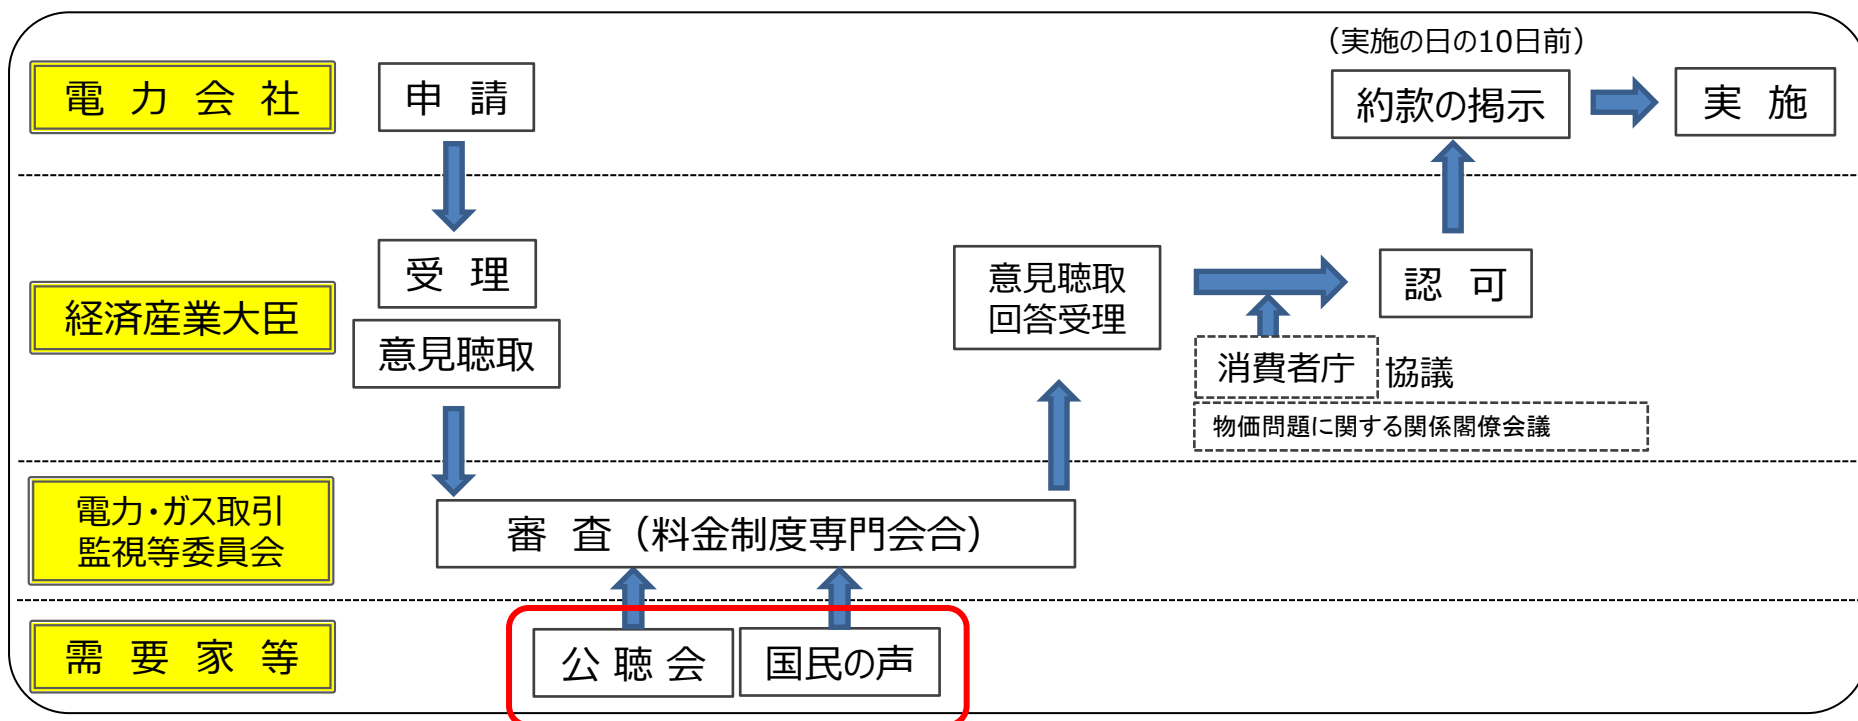 (実施の日の10日前)
電力会社
申請
約款の掲示
実施
経済産業大臣
受理
意見聴取
意見聴取
回答受理
認可
消費者庁
協議
物価問題に関する関係閣僚会議
電力・ガス取引
監視等委員会
審査(料金制度専門会合)
需要家等
公聴会
国民の声